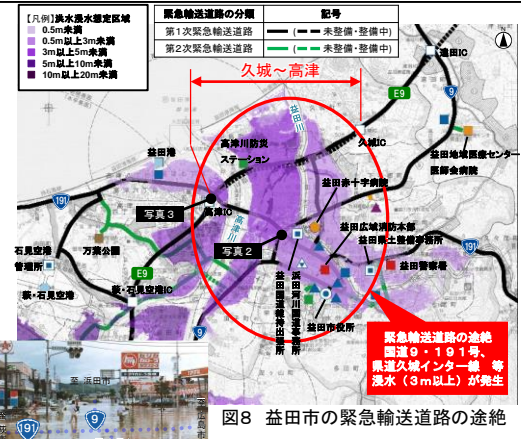 【凡例】洪水浸水想定区域
0.5m未満
0.5m以上3m未満
3m以上5m未満
5m以上10m未満
10m以上20m未満
緊急輸送道路の分類
記号
第1次緊急輸送道路
(未整備・整備中)
第2次緊急輸送道路
(未整備・整備中)
久城～高津
遠田IC
E9
9
益田川
高津川防災
ステーション
久城IC
益田港
益田地域医療センター
医師会病院
191
写真3
高津IC
高津川
益田赤十字病院
写真2
益田広域消防本部
益田県土整備事務所
191
石見空港
管理所
万葉公園
E9
益田警察署
萩・石見空港
萩・石見空港IC
益田国道維持出張所
浜田河川国道事務所
益田市役所
9
緊急輸送道路の途絶
国道9・191号、
県道久城インター線 等
浸水（3m以上）が発生
至 浜田市
至 広島市
191
9
図8 益田市の緊急輸送道路の途絶